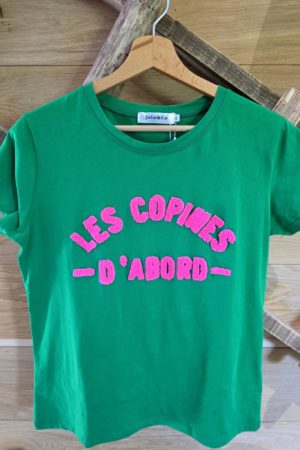 LES COPINES
- D'ABORD -